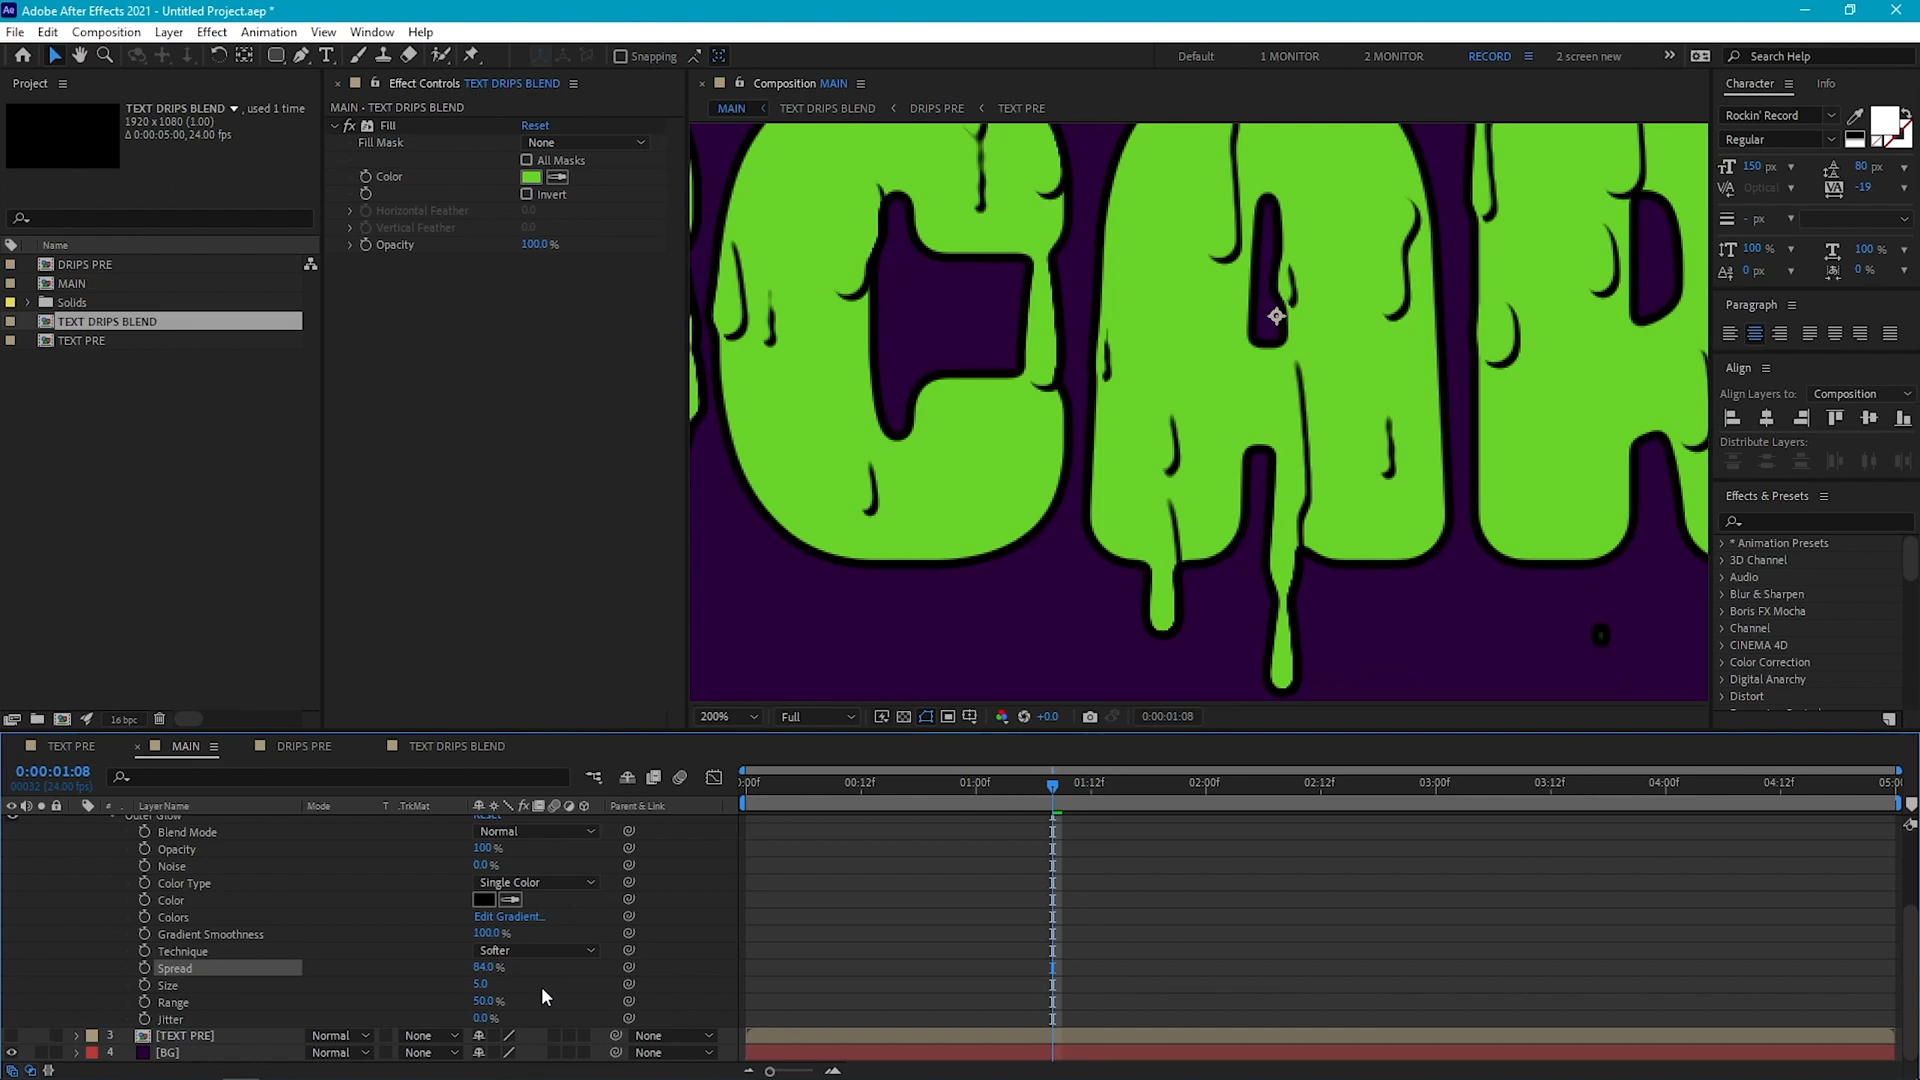 Adobe After Effects 2021 - Untitled Project.aep *
File Edit Composition Layer Effect Animation View Window Help
Snapping
Default 1 MONITOR 2 MONITOR RECORD 2 screen new
Search Help
Project
TEXT DRIPS BLEND , used 1 time
1920 x 1080 (1.00)
Δ 0:00:05:00, 24.00 fps
Name
DRIPS PRE
MAIN
Solids
TEXT DRIPS BLEND
TEXT PRE
16 bpc
Effect Controls TEXT DRIPS BLEND
MAIN • TEXT DRIPS BLEND
fx Fill Reset
Fill Mask None
All Masks
Color
Invert
Horizontal Feather 0.0
Vertical Feather 0.0
Opacity 100.0 %
Composition MAIN
MAIN TEXT DRIPS BLEND DRIPS PRE TEXT PRE
CAR
200% Full +0.0 0:00:01:08
Character Info
Rockin' Record
Regular
150 px 80 px
Optical -19
- px
100 % 100 %
0 px 0 %
Paragraph
Align
Align Layers to: Composition
Distribute Layers:
Effects & Presets
* Animation Presets
3D Channel
Audio
Blur & Sharpen
Boris FX Mocha
Channel
CINEMA 4D
Color Correction
Digital Anarchy
Distort
TEXT PRE MAIN DRIPS PRE TEXT DRIPS BLEND
0:00:01:08
00032 (24.00 fps)
:00f 00:12f 01:00f 01:12f 02:00f 02:12f 03:00f 03:12f 04:00f 04:12f 05:00
# Layer Name Mode T .TrkMat fx Parent & Link
Outer Glow Reset
Blend Mode Normal
Opacity 100 %
Noise 0.0 %
Color Type Single Color
Color
Colors Edit Gradient...
Gradient Smoothness 100.0 %
Technique Softer
Spread 84.0 %
Size 5.0
Range 50.0 %
Jitter 0.0 %
3 [TEXT PRE] Normal None None
4 [BG] Normal None None